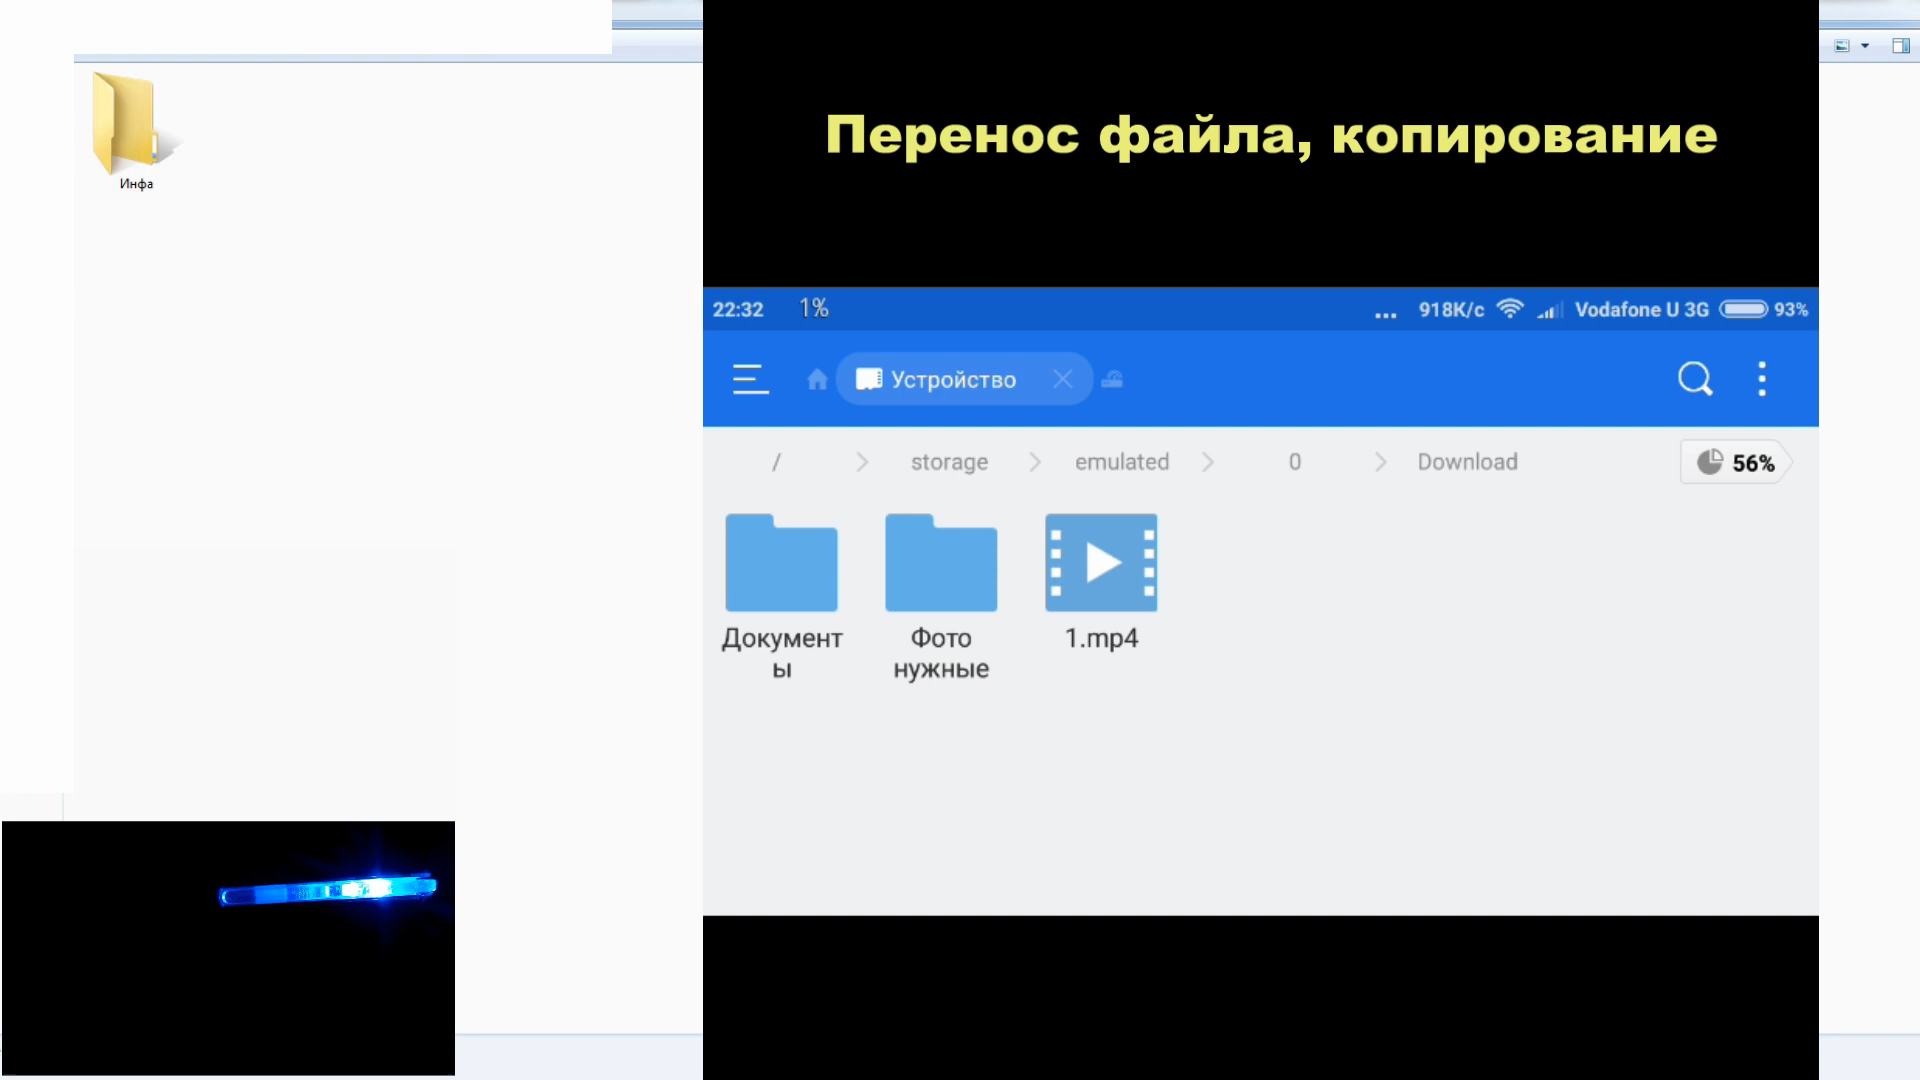 Инфа
Перенос файла, копирование
22:32 1% ... 918K/c Vodafone U 3G 93%
Устройство
/ storage emulated 0 Download 56%
Документ
ы
Фото
нужные
1.mp4